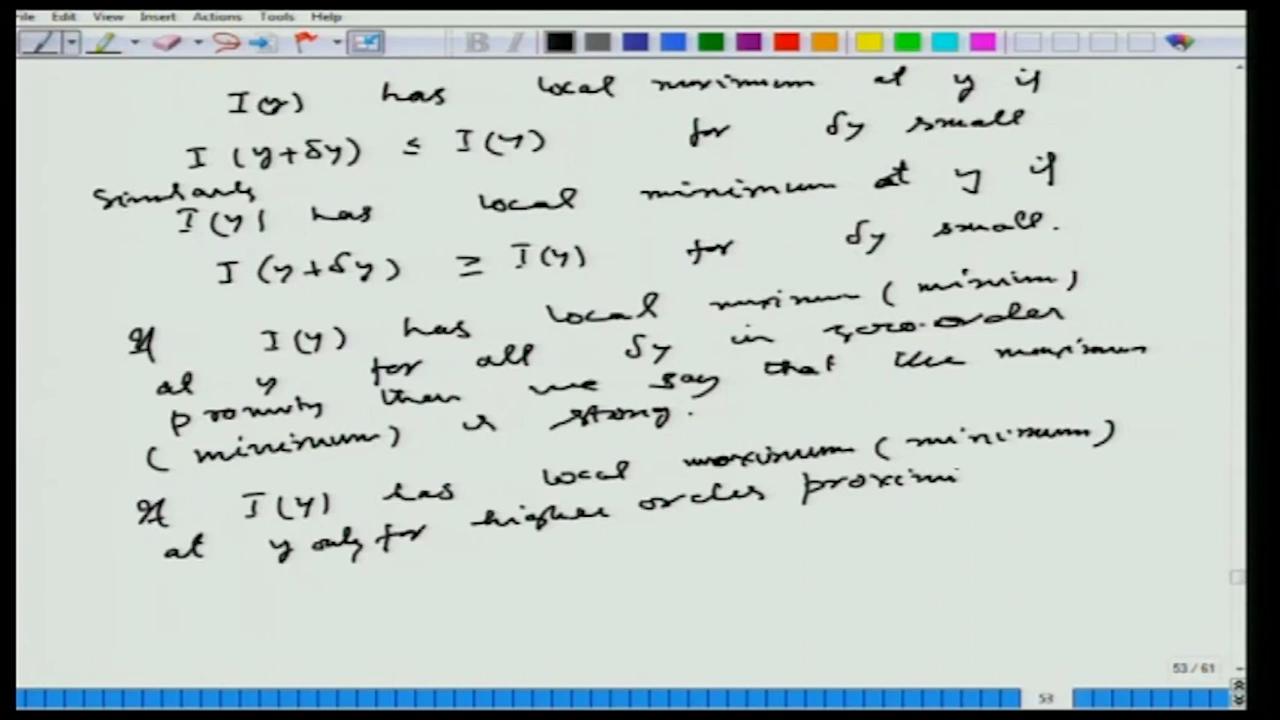 File Edit View Insert Actions Tools Help
I(y) has local maximum at y if
I(y+δy) ≤ I(y) for δy small
Similarly
I(y) has local minimum at y if
I(y+δy) ≥ I(y) for δy small.
If I(y) has local maximum (minimum)
at y for all δy in zero-order
proximity then we say that the maximum
(minimum) is strong.
If I(y) has local maximum (minimum)
at y only for higher order proximi
53 / 61
53